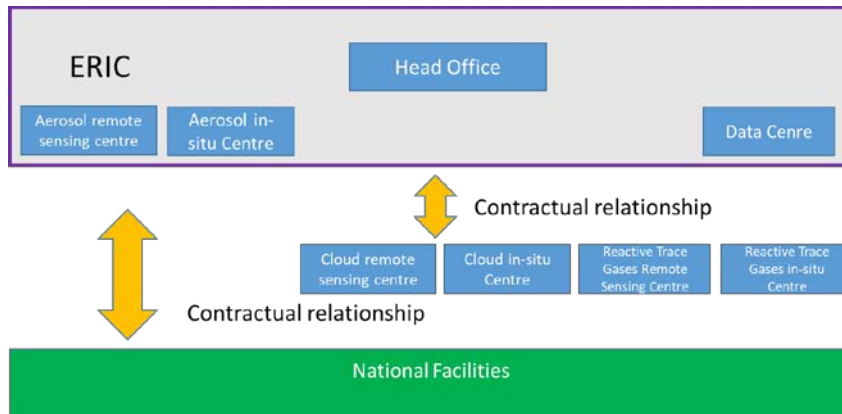 ERIC
Head Office
Aerosol remote
sensing centre
Aerosol in-
situ Centre
Data Cenre
Contractual relationship
Cloud remote
sensing centre
Cloud in-situ
Centre
Reactive Trace
Gases Remote
Sensing Centre
Reactive Trace
Gases in-situ
Centre
Contractual relationship
National Facilities